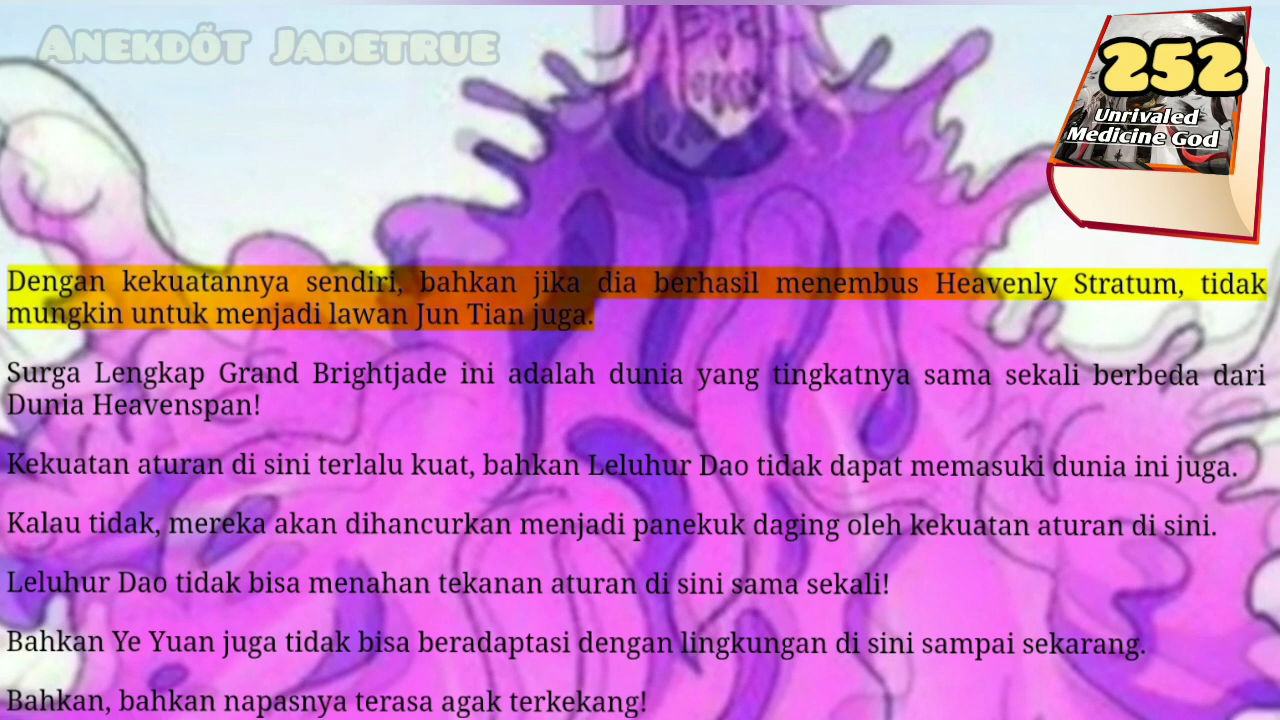 Anekdõt Jadetrue
252
Unrivaled
Medicine God
Dengan kekuatannya sendiri, bahkan jika dia berhasil menembus Heavenly Stratum, tidak
mungkin untuk menjadi lawan Jun Tian juga.
Surga Lengkap Grand Brightjade ini adalah dunia yang tingkatnya sama sekali berbeda dari
Dunia Heavenspan!
Kekuatan aturan di sini terlalu kuat, bahkan Leluhur Dao tidak dapat memasuki dunia ini juga.
Kalau tidak, mereka akan dihancurkan menjadi panekuk daging oleh kekuatan aturan di sini.
Leluhur Dao tidak bisa menahan tekanan aturan di sini sama sekali!
Bahkan Ye Yuan juga tidak bisa beradaptasi dengan lingkungan di sini sampai sekarang.
Bahkan, bahkan napasnya terasa agak terkekang!